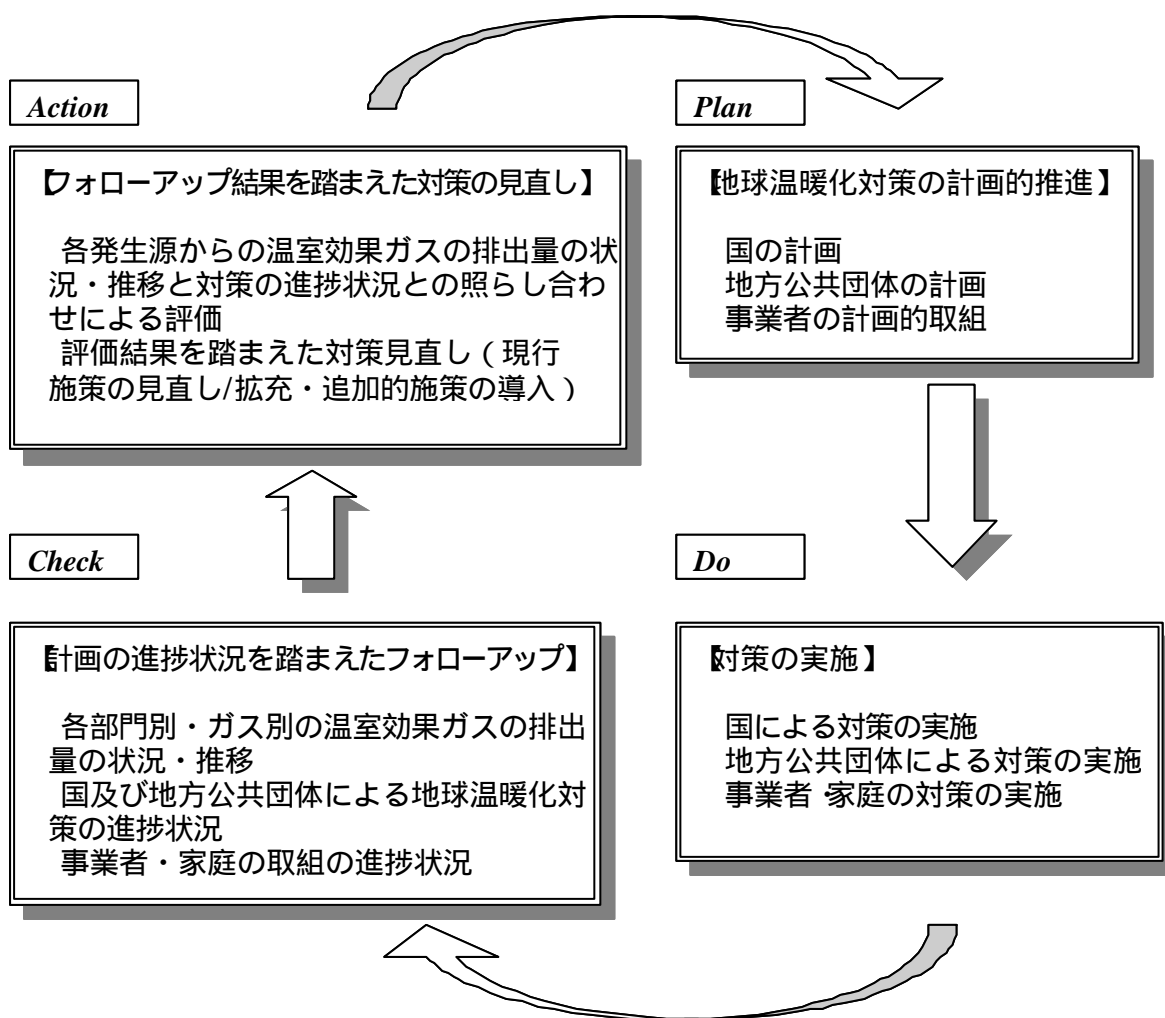 Action
【フォローアップ結果を踏まえた対策の見直し】
各発生源からの温室効果ガスの排出量の状
況・推移と対策の進捗状況との照らし合わ
せによる評価
評価結果を踏まえた対策見直し(現行
施策の見直し/拡充・追加的施策の導入)
Plan
【地球温暖化対策の計画的推進】
国の計画
地方公共団体の計画
事業者の計画的取組
Check
【計画の進捗状況を踏まえたフォローアップ】
各部門別・ガス別の温室効果ガスの排出
量の状況・推移
国及び地方公共団体による地球温暖化対
策の進捗状況
事業者・家庭の取組の進捗状況
Do
【対策の実施】
国による対策の実施
地方公共団体による対策の実施
事業者・家庭の対策の実施